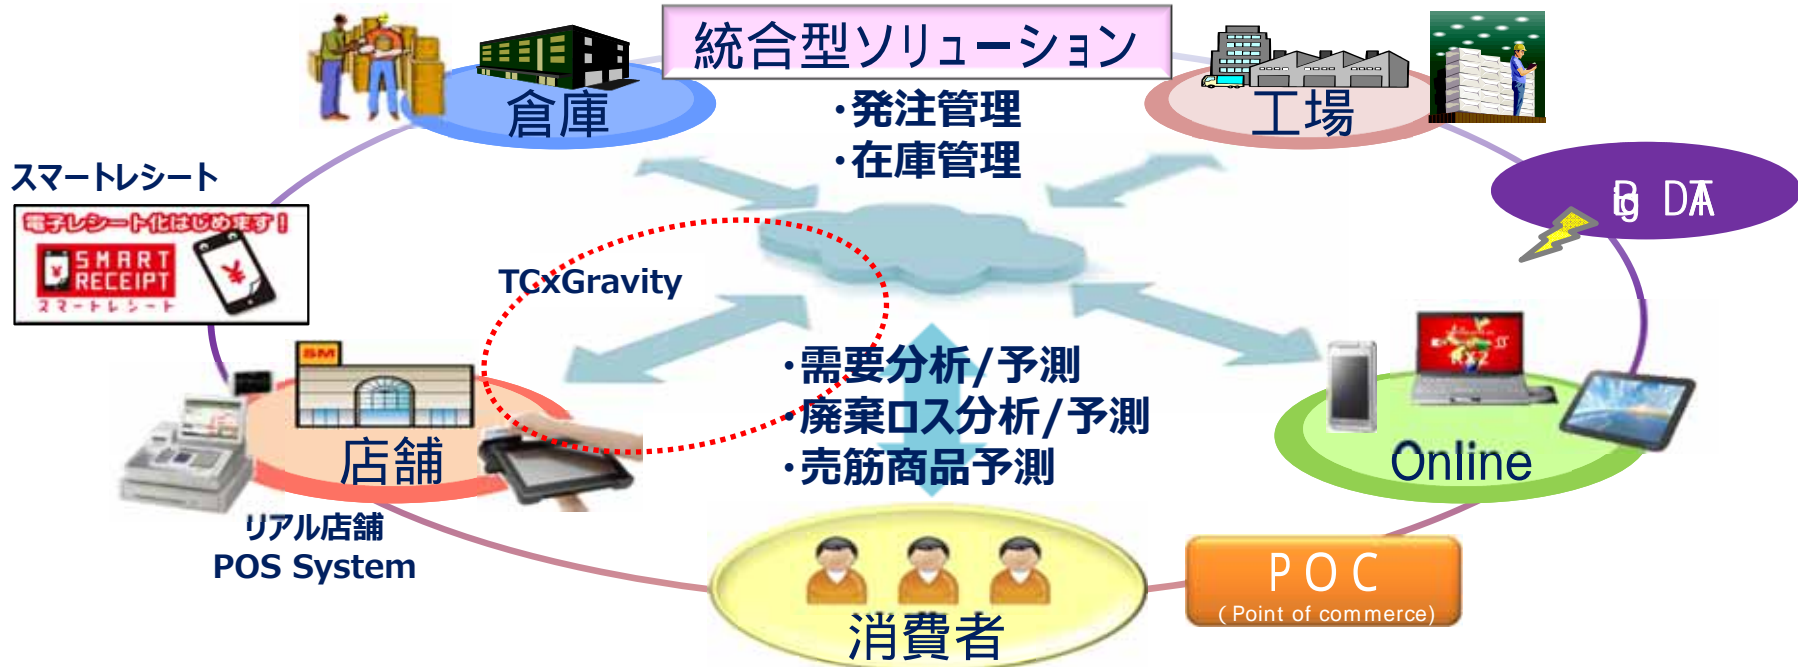 統合型ソリューション
倉庫
・発注管理
・在庫管理
工場
スマートレシート
電子レシート化はじめます!
SMART
RECEIPT
スマートレシート
Big DATA
TCxGravity
SM
・需要分析/予測
・廃棄ロス分析/予測
・売筋商品予測
店舗
Online
リアル店舗
POS System
消費者
POC
(Point of commerce)